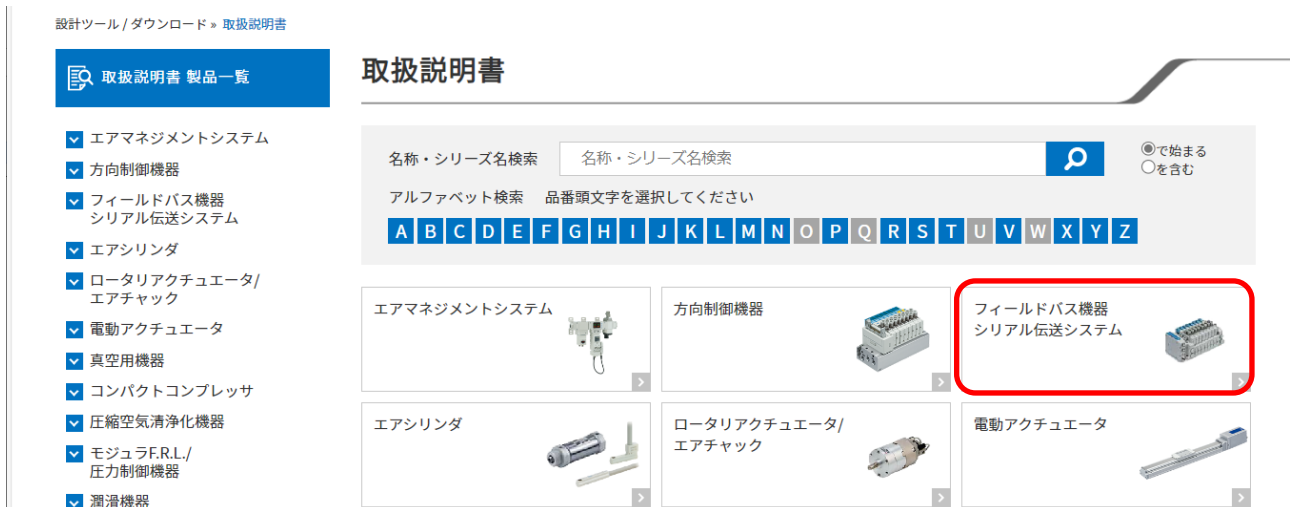 設計ツール / ダウンロード » 取扱説明書
取扱説明書 製品一覧
エアマネジメントシステム
方向制御機器
フィールドバス機器
シリアル伝送システム
エアシリンダ
ロータリアクチュエータ/
エアチャック
電動アクチュエータ
真空用機器
コンパクトコンプレッサ
圧縮空気清浄化機器
モジュラF.R.L./
圧力制御機器
潤滑機器
取扱説明書
名称・シリーズ名検索 名称・シリーズ名検索
で始まる
を含む
アルファベット検索 品番頭文字を選択してください
A B C D E F G H I J K L M N O P Q R S T U V W X Y Z
エアマネジメントシステム
方向制御機器
フィールドバス機器
シリアル伝送システム
エアシリンダ
ロータリアクチュエータ/
エアチャック
電動アクチュエータ